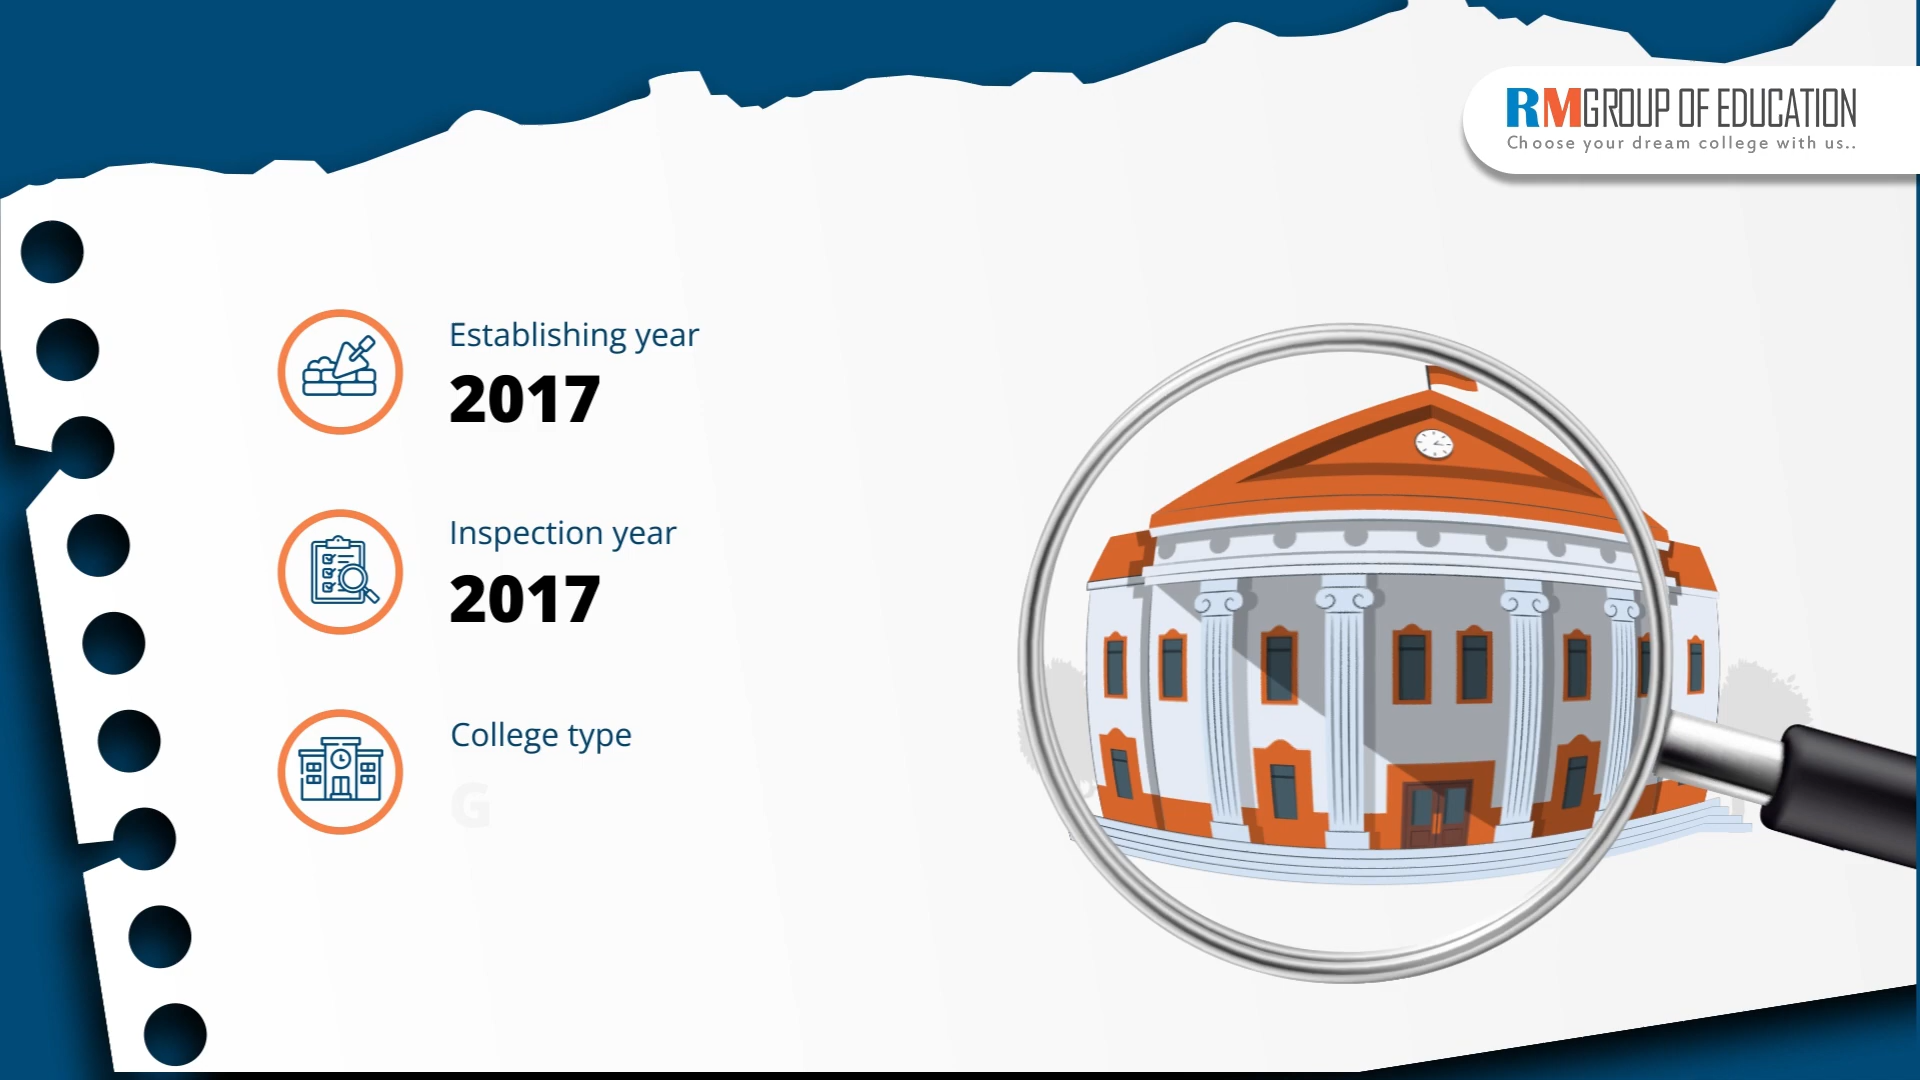 RMGROUP OF EDUCATION
Choose your dream college with us..
Establishing year
2017
Inspection year
2017
College type
G